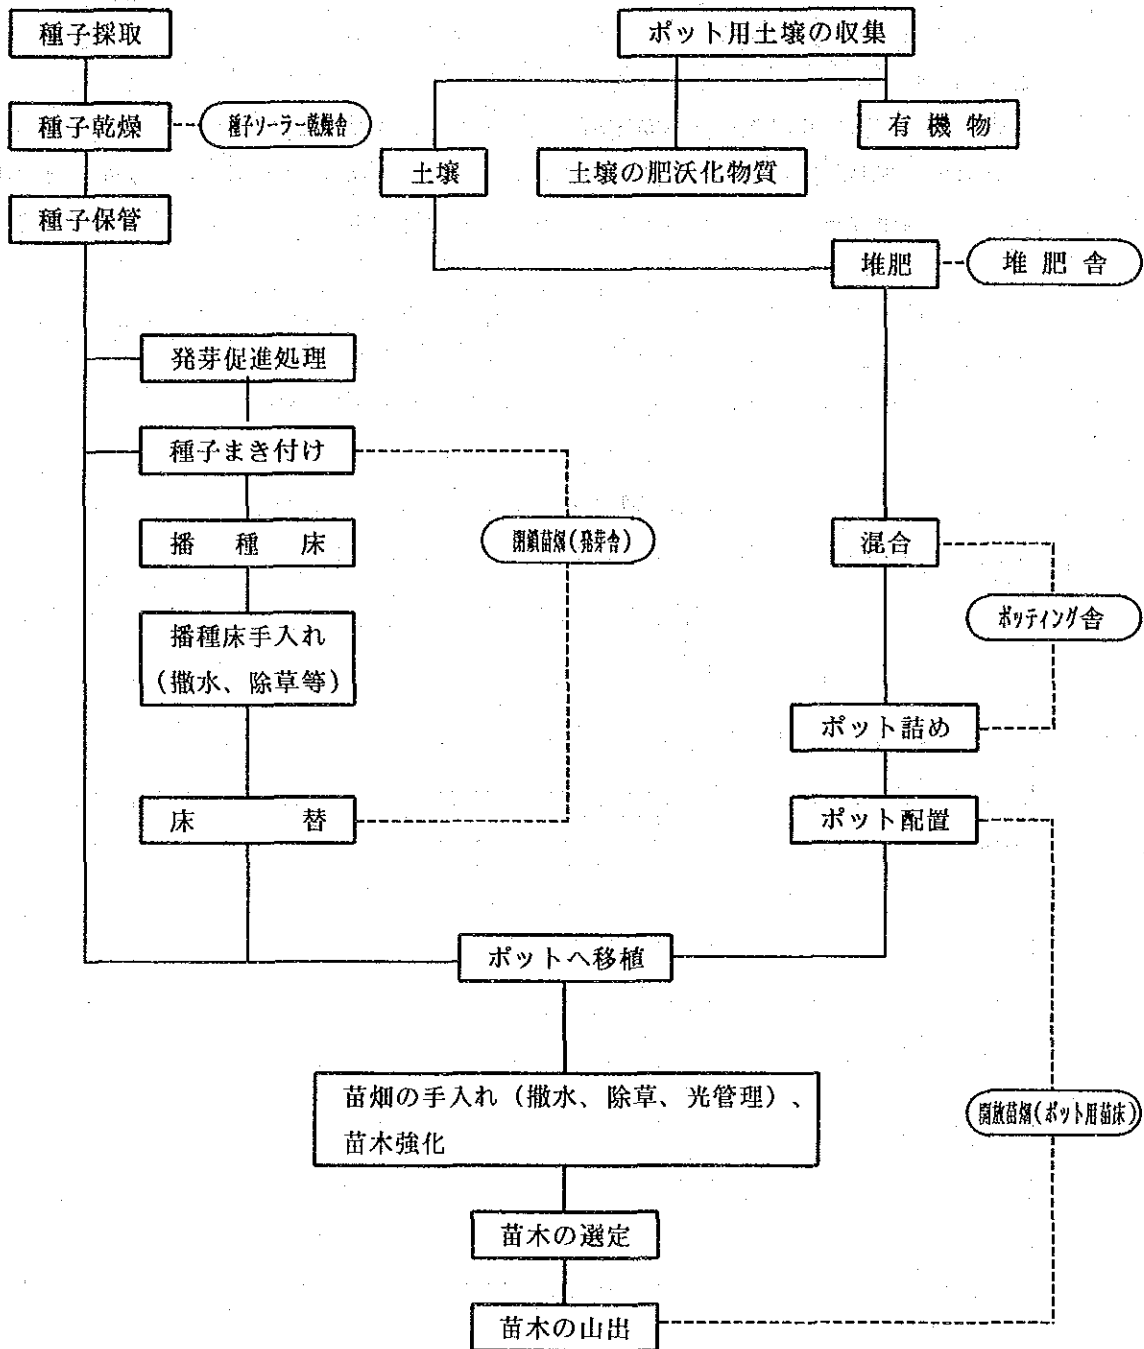 種子採取
ポット用土壌の収集
種子乾燥
種子ソーラー乾燥舎
有機物
土壌
土壌の肥沃化物質
種子保管
堆肥
堆肥舎
発芽促進処理
種子まき付け
播種床
閉鎖苗畑(発芽舎)
混合
ポッティング舎
播種床手入れ
(撒水、除草等)
ポット詰め
床替
ポット配置
ポットへ移植
苗畑の手入れ(撒水、除草、光管理)、
苗木強化
開放苗畑(ポット用苗床)
苗木の選定
苗木の山出